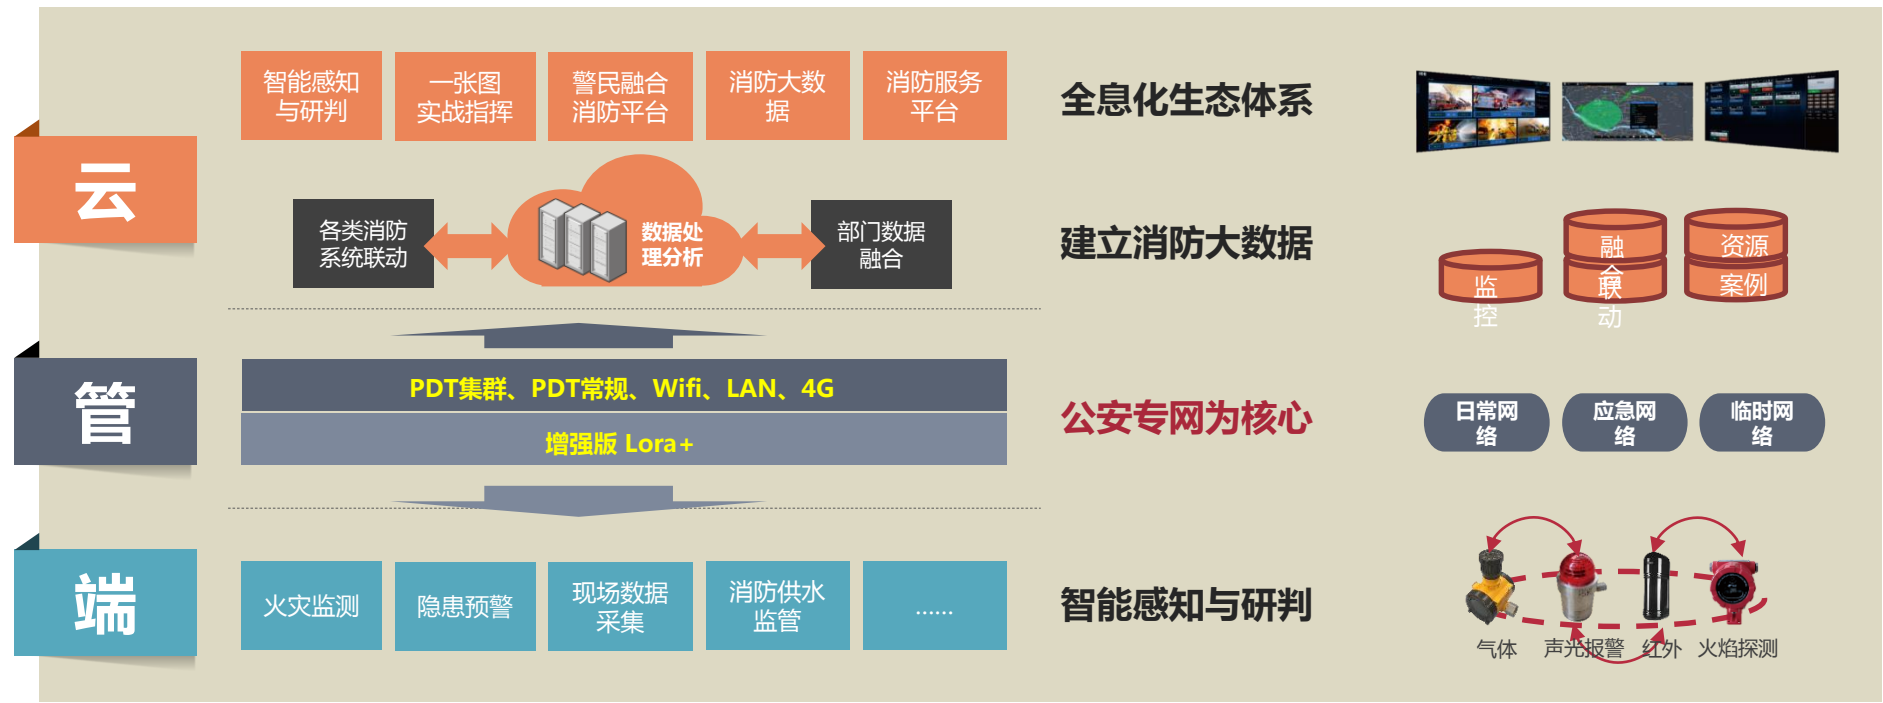 云
智能感知
与研判
一张图
实战指挥
警民融合
消防平台
消防大数
据
消防服务
平台
全息化生态体系
各类消防
系统联动
数据处
理分析
部门数据
融合
建立消防大数据
监
控
融
合
联
动
资源
案例
管
PDT集群、PDT常规、Wifi、LAN、4G
增强版 Lora+
公安专网为核心
日常网
络
应急网
络
临时网
络
端
火灾监测
隐患预警
现场数据
采集
消防供水
监管
......
智能感知与研判
气体
声光报警
红外
火焰探测